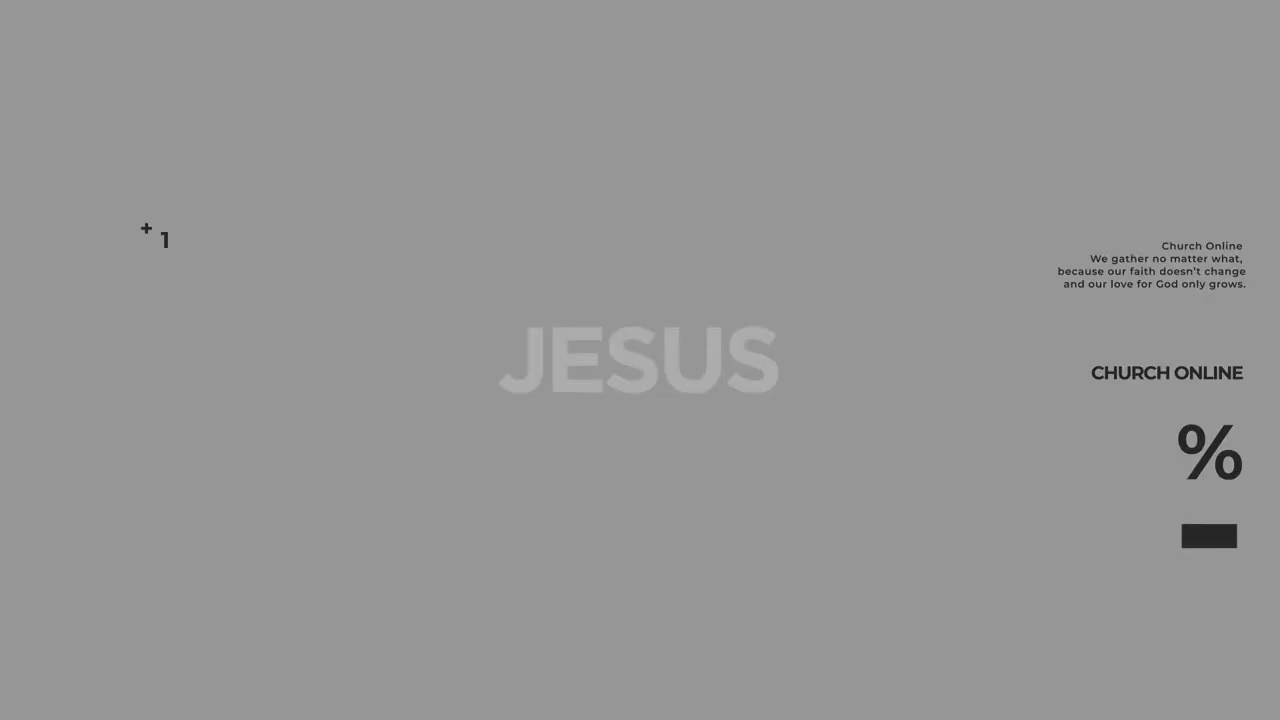 + 1
Church Online
We gather no matter what,
because our faith doesn't change
and our love for God only grows.
JESUS
CHURCH ONLINE
%